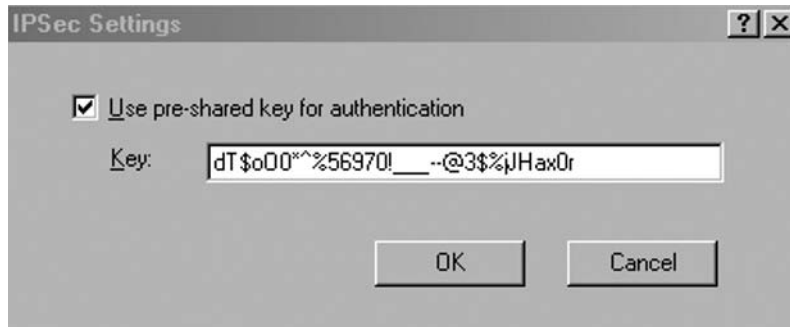 IPSec Settings
Use pre-shared key for authentication
Key: dT$oO0*^%56970!___--@3$%jJHax0r
OK Cancel